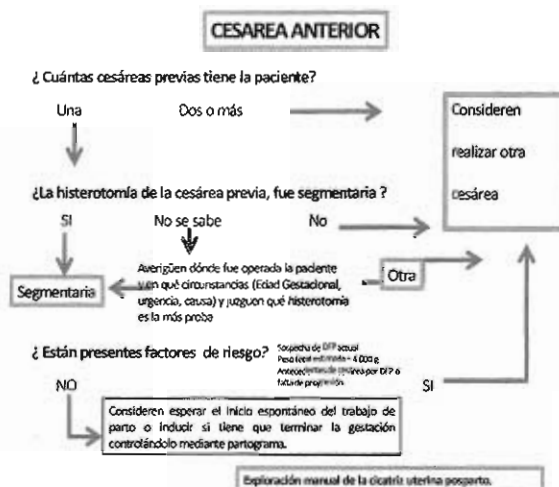 CESAREA ANTERIOR
¿ Cuántas cesáreas previas tiene la paciente?
Una Dos o más
Consideren
realizar otra
cesárea
¿La histerotomía de la cesárea previa, fue segmentaria ?
SI No se sabe No
Averigüen dónde fue operada la paciente
y en qué circunstancias (Edad Gestacional,
urgencia, causa) y juzguen qué histerotomía
es la más proba
Segmentaria
Otra
¿ Están presentes factores de riesgo?
Sospecha de DFP actual
Peso fetal estimado 4000 g
Antecedentes de cesárea por DFP o
falta de progresión
NO SI
Consideren esperar el inicio espontáneo del trabajo de
parto o inducir si tiene que terminar la gestación
controlándolo mediante partograma.
Exploración manual de la cicatriz uterina posparto.